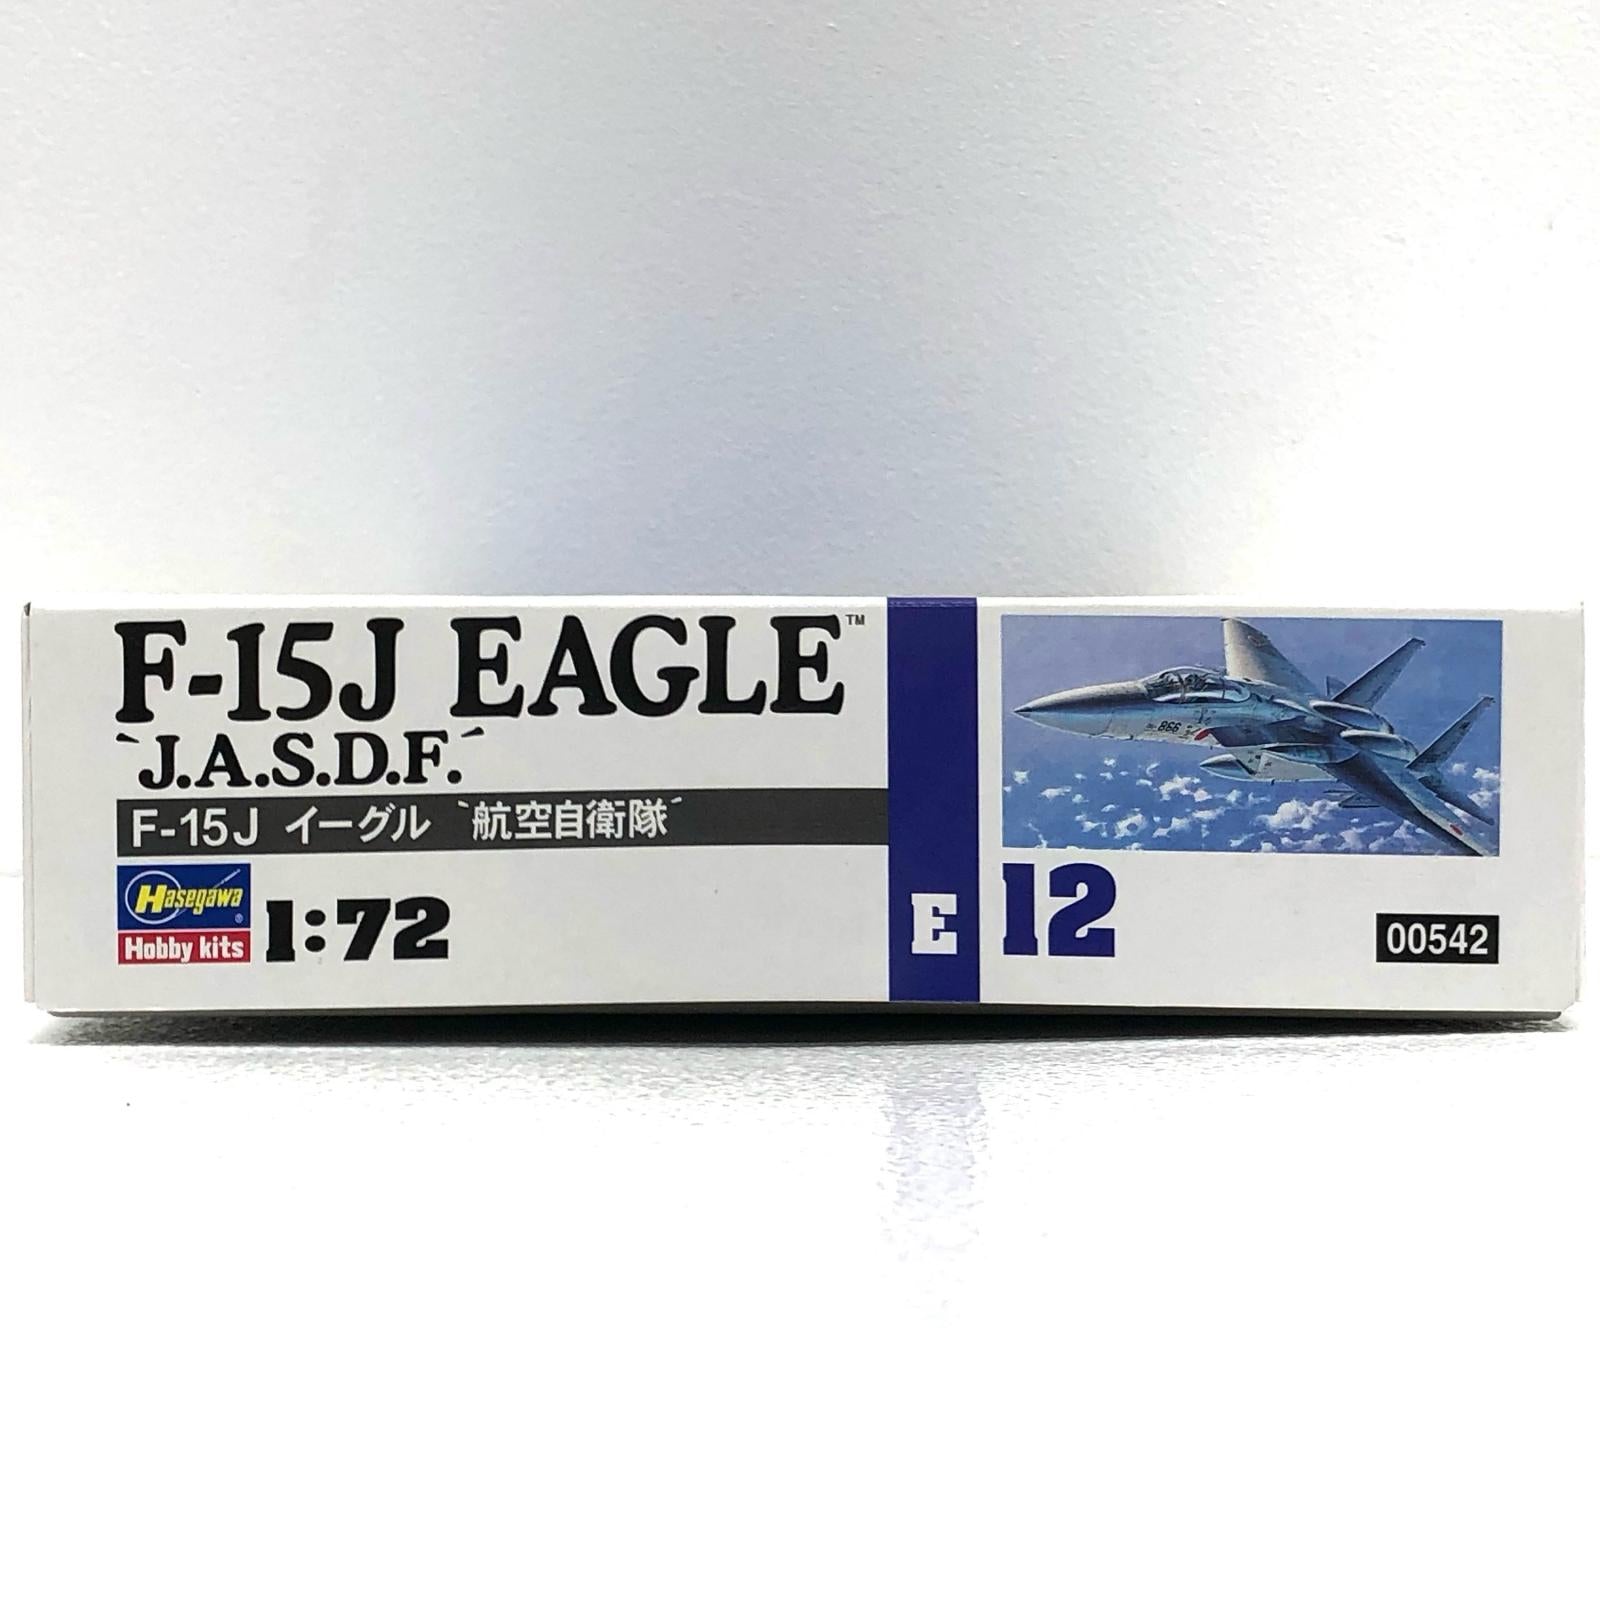 F-15J EAGLE™
`J.A.S.D.F.´
F-15J イーグル `航空自衛隊´
Hasegawa®
Hobby kits
1:72
E 12
866
00542